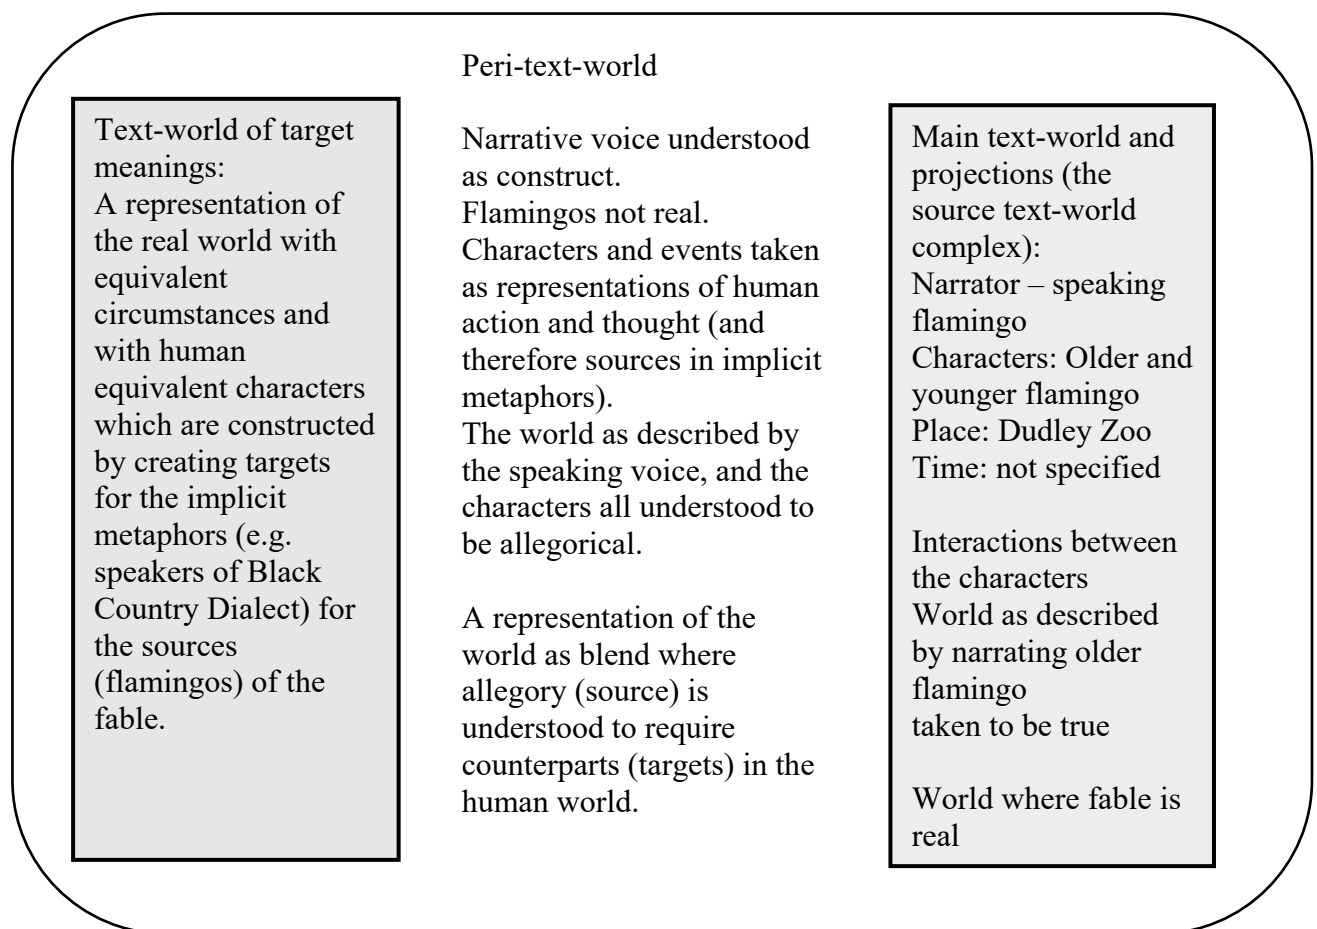 Peri-text-world
Text-world of target
meanings:
A representation of
the real world with
equivalent
circumstances and
with human
equivalent characters
which are constructed
by creating targets
for the implicit
metaphors (e.g.
speakers of Black
Country Dialect) for
the sources
(flamingos) of the
fable.
Narrative voice understood
as construct.
Flamingos not real.
Characters and events taken
as representations of human
action and thought (and
therefore sources in implicit
metaphors).
The world as described by
the speaking voice, and the
characters all understood to
be allegorical.
A representation of the
world as blend where
allegory (source) is
understood to require
counterparts (targets) in the
human world.
Main text-world and
projections (the
source text-world
complex):
Narrator – speaking
flamingo
Characters: Older and
younger flamingo
Place: Dudley Zoo
Time: not specified
Interactions between
the characters
World as described
by narrating older
flamingo
taken to be true
World where fable is
real